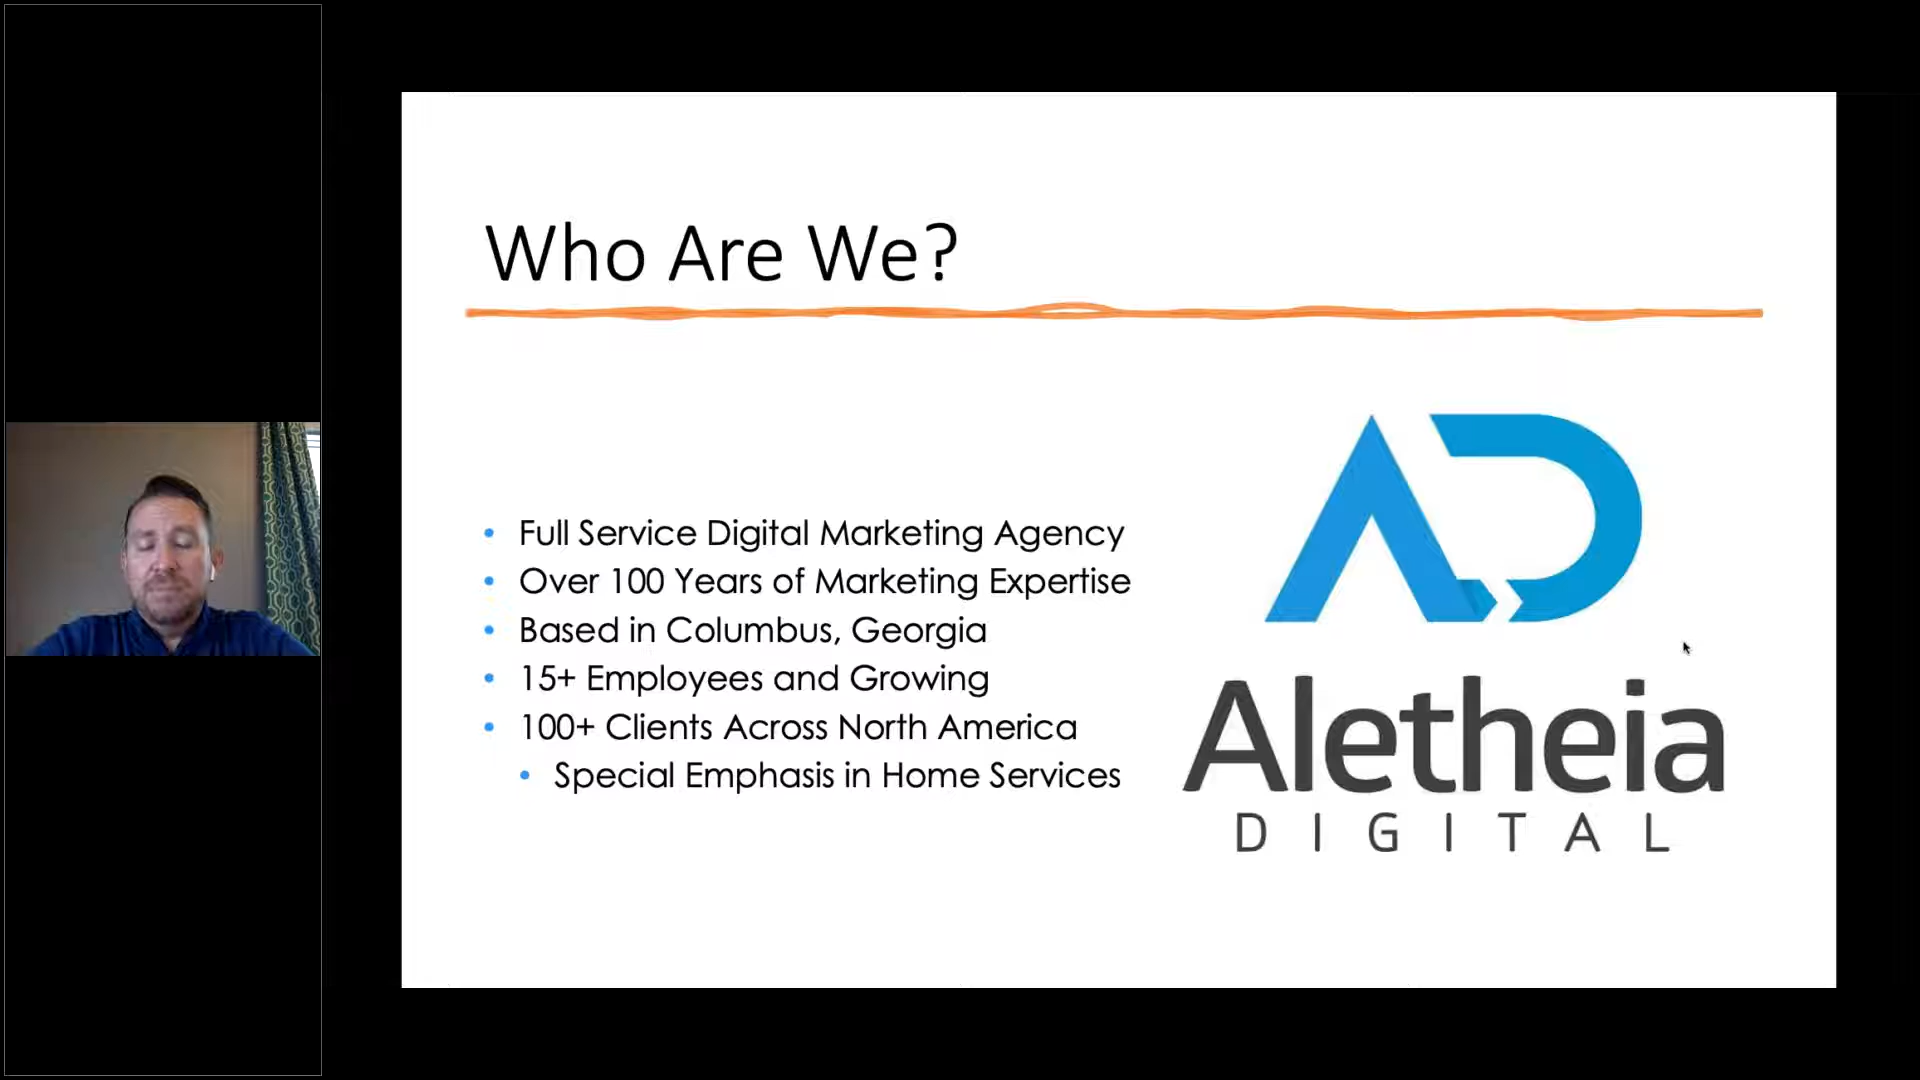 Who Are We?
Full Service Digital Marketing Agency
Over 100 Years of Marketing Expertise
Based in Columbus, Georgia
15+ Employees and Growing
100+ Clients Across North America
Special Emphasis in Home Services
AD
Aletheia
DIGITAL